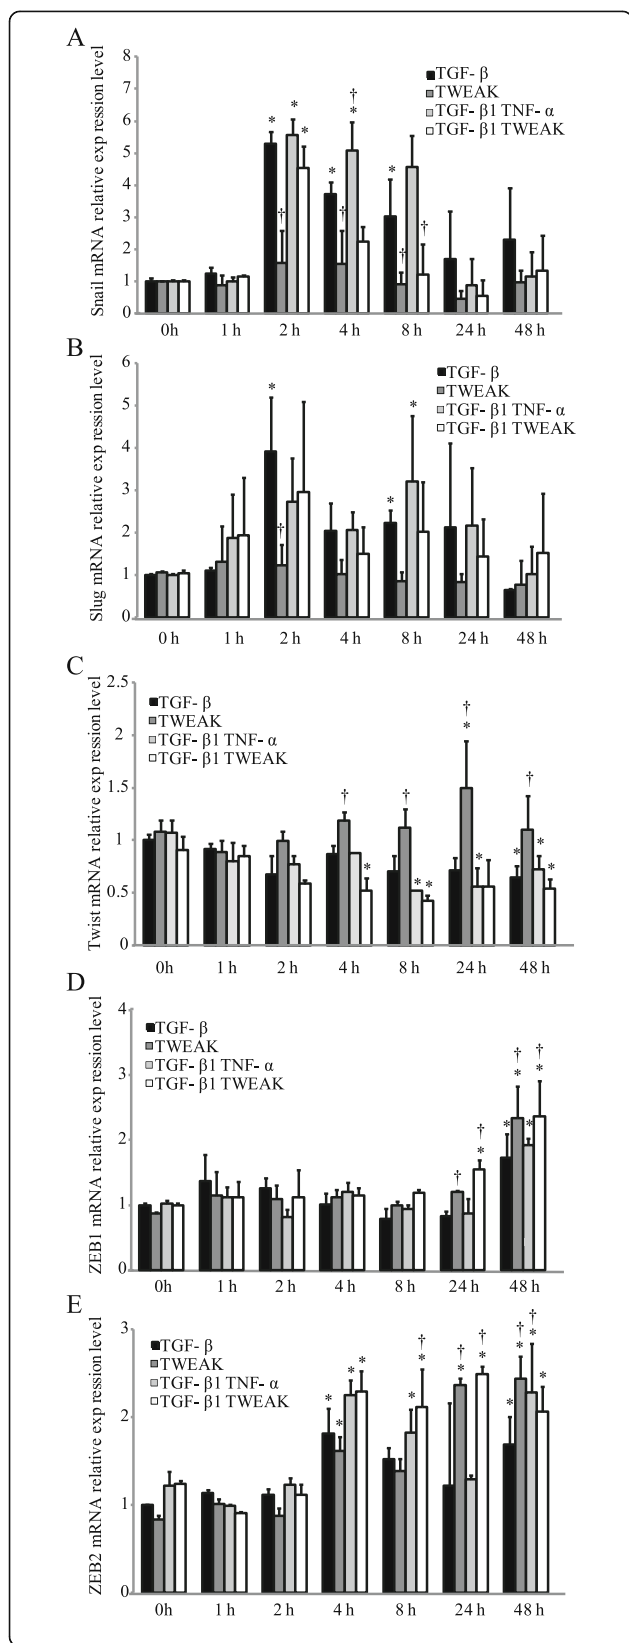 A
Snail mRNA relative exp ression level
8
7
6
5
4
3
2
1
0
TGF- β
TWEAK
TGF- β1 TNF- α
TGF- β1 TWEAK
* † * * * † † * * † †
0h 1 h 2 h 4 h 8 h 24 h 48 h
B
Slug mRNA relative exp ression level
6
5
4
3
2
1
0
TGF- β
TWEAK
TGF- β1 TNF- α
TGF- β1 TWEAK
* † * *
0 h 1 h 2 h 4 h 8 h 24 h 48 h
C
Twist mRNA relative exp ression level
2.5
2
1.5
1
0.5
0
TGF- β
TWEAK
TGF- β1 TNF- α
TGF- β1 TWEAK
† * † * * † * * * † * *
0h 1 h 2 h 4 h 8 h 24 h 48 h
D
ZEB1 mRNA relative exp ression level
4
3
2
1
0
TGF- β
TWEAK
TGF- β1 TNF- α
TGF- β1 TWEAK
† † * * † * * † *
0h 1 h 2 h 4 h 8 h 24 h 48 h
E
ZEB2 mRNA relative exp ression level
3
2
1
0
TGF- β
TWEAK
TGF- β1 TNF- α
TGF- β1 TWEAK
* * * * * † * † * † * * † * † * *
0h 1 h 2 h 4 h 8 h 24 h 48 h